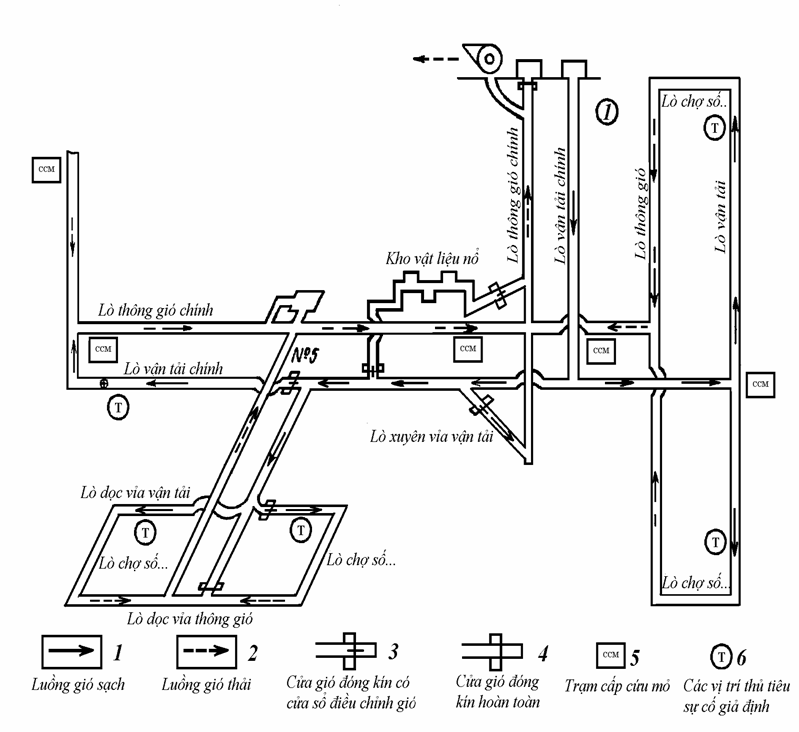 1
Lò chợ số..
T
CCM
Lò thông gió chính
Lò vận tải chính
Lò thông gió
Lò vận tải
Kho vật liệu nổ
Lò thông gió chính
CCM
№5
CCM
CCM
Lò vận tải chính
CCM
T
Lò xuyên vỉa vận tải
Lò dọc vỉa vận tải
T
T
T
Lò chợ số...
Lò chợ số...
Lò chợ số...
Lò dọc vỉa thông gió
1
2
3
4
CCM 5
T 6
Luồng gió sạch
Luồng gió thải
Cửa gió đóng kín có
cửa sổ điều chỉnh gió
Cửa gió đóng
kín hoàn toàn
Trạm cấp cứu mỏ
Các vị trí thủ tiêu
sự cố giả định